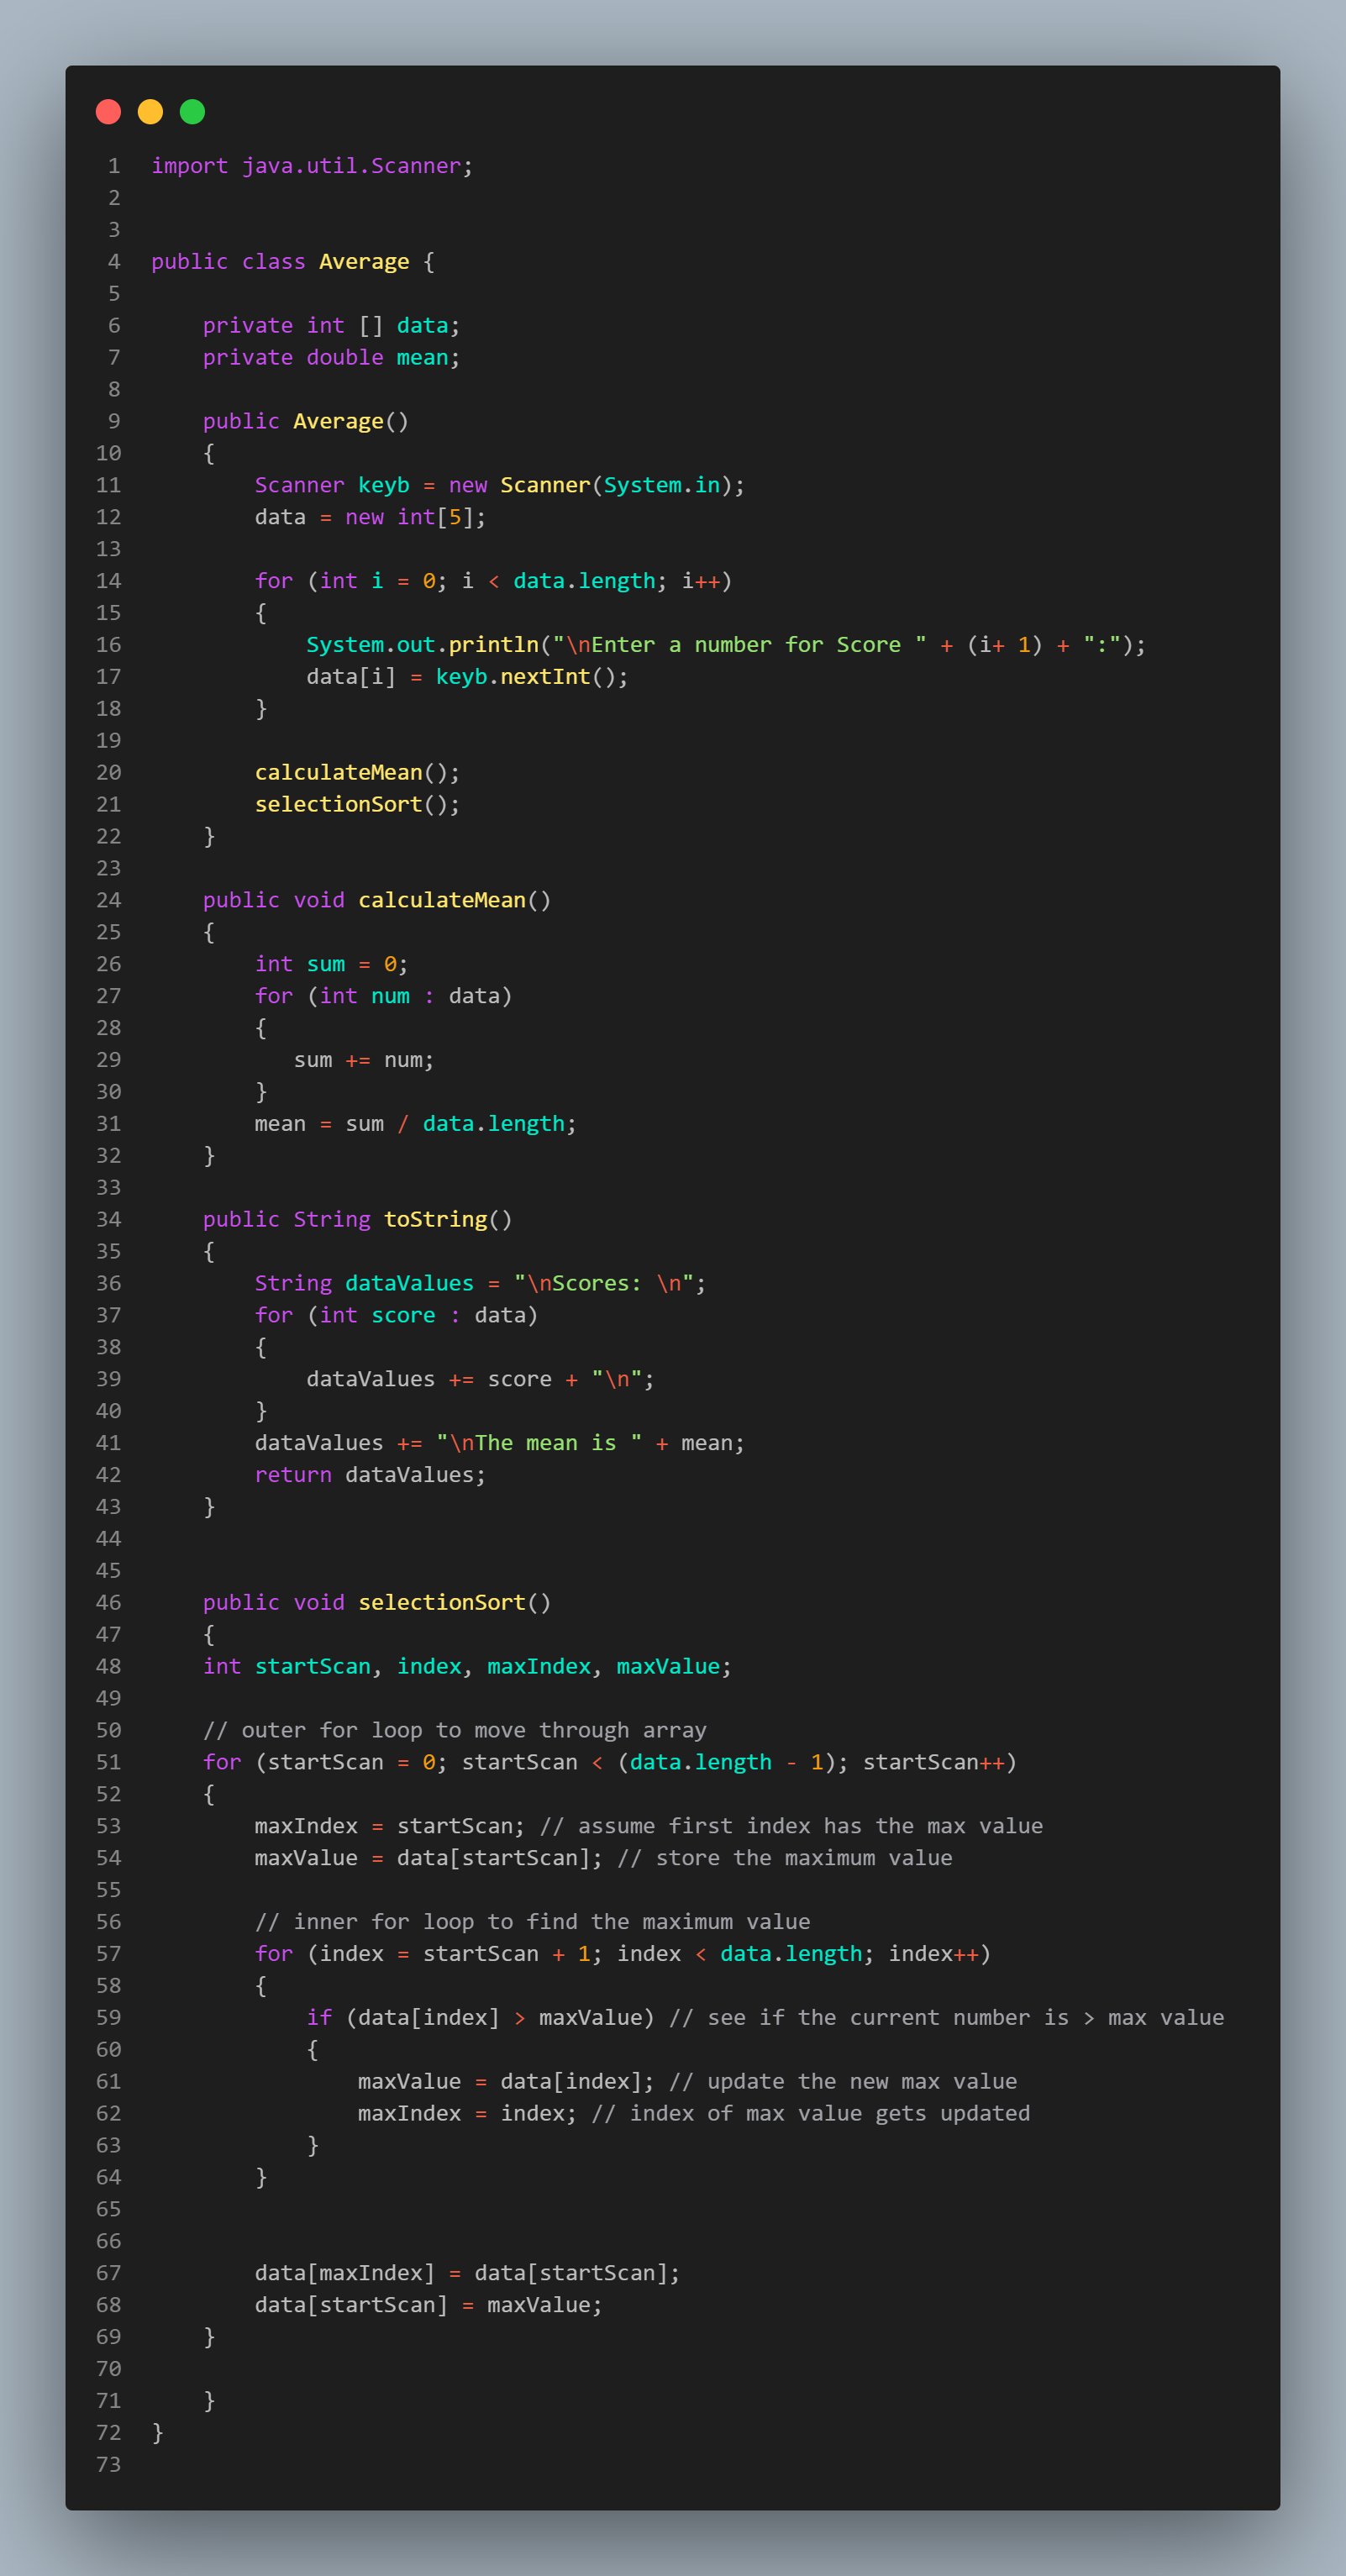 1 import java.util.Scanner;
2
3
4 public class Average {
5
6     private int [] data;
7     private double mean;
8
9     public Average()
10     {
11         Scanner keyb = new Scanner(System.in);
12         data = new int[5];
13
14         for (int i = 0; i < data.length; i++)
15         {
16             System.out.println("\nEnter a number for Score " + (i+ 1) + ":");
17             data[i] = keyb.nextInt();
18         }
19
20         calculateMean();
21         selectionSort();
22     }
23
24     public void calculateMean()
25     {
26         int sum = 0;
27         for (int num : data)
28         {
29            sum += num;
30         }
31         mean = sum / data.length;
32     }
33
34     public String toString()
35     {
36         String dataValues = "\nScores: \n";
37         for (int score : data)
38         {
39             dataValues += score + "\n";
40         }
41         dataValues += "\nThe mean is " + mean;
42         return dataValues;
43     }
44
45
46     public void selectionSort()
47     {
48     int startScan, index, maxIndex, maxValue;
49
50     // outer for loop to move through array
51     for (startScan = 0; startScan < (data.length - 1); startScan++)
52     {
53         maxIndex = startScan; // assume first index has the max value
54         maxValue = data[startScan]; // store the maximum value
55
56         // inner for loop to find the maximum value
57         for (index = startScan + 1; index < data.length; index++)
58         {
59             if (data[index] > maxValue) // see if the current number is > max value
60             {
61                 maxValue = data[index]; // update the new max value
62                 maxIndex = index; // index of max value gets updated
63             }
64         }
65
66
67         data[maxIndex] = data[startScan];
68         data[startScan] = maxValue;
69     }
70
71     }
72 }
73